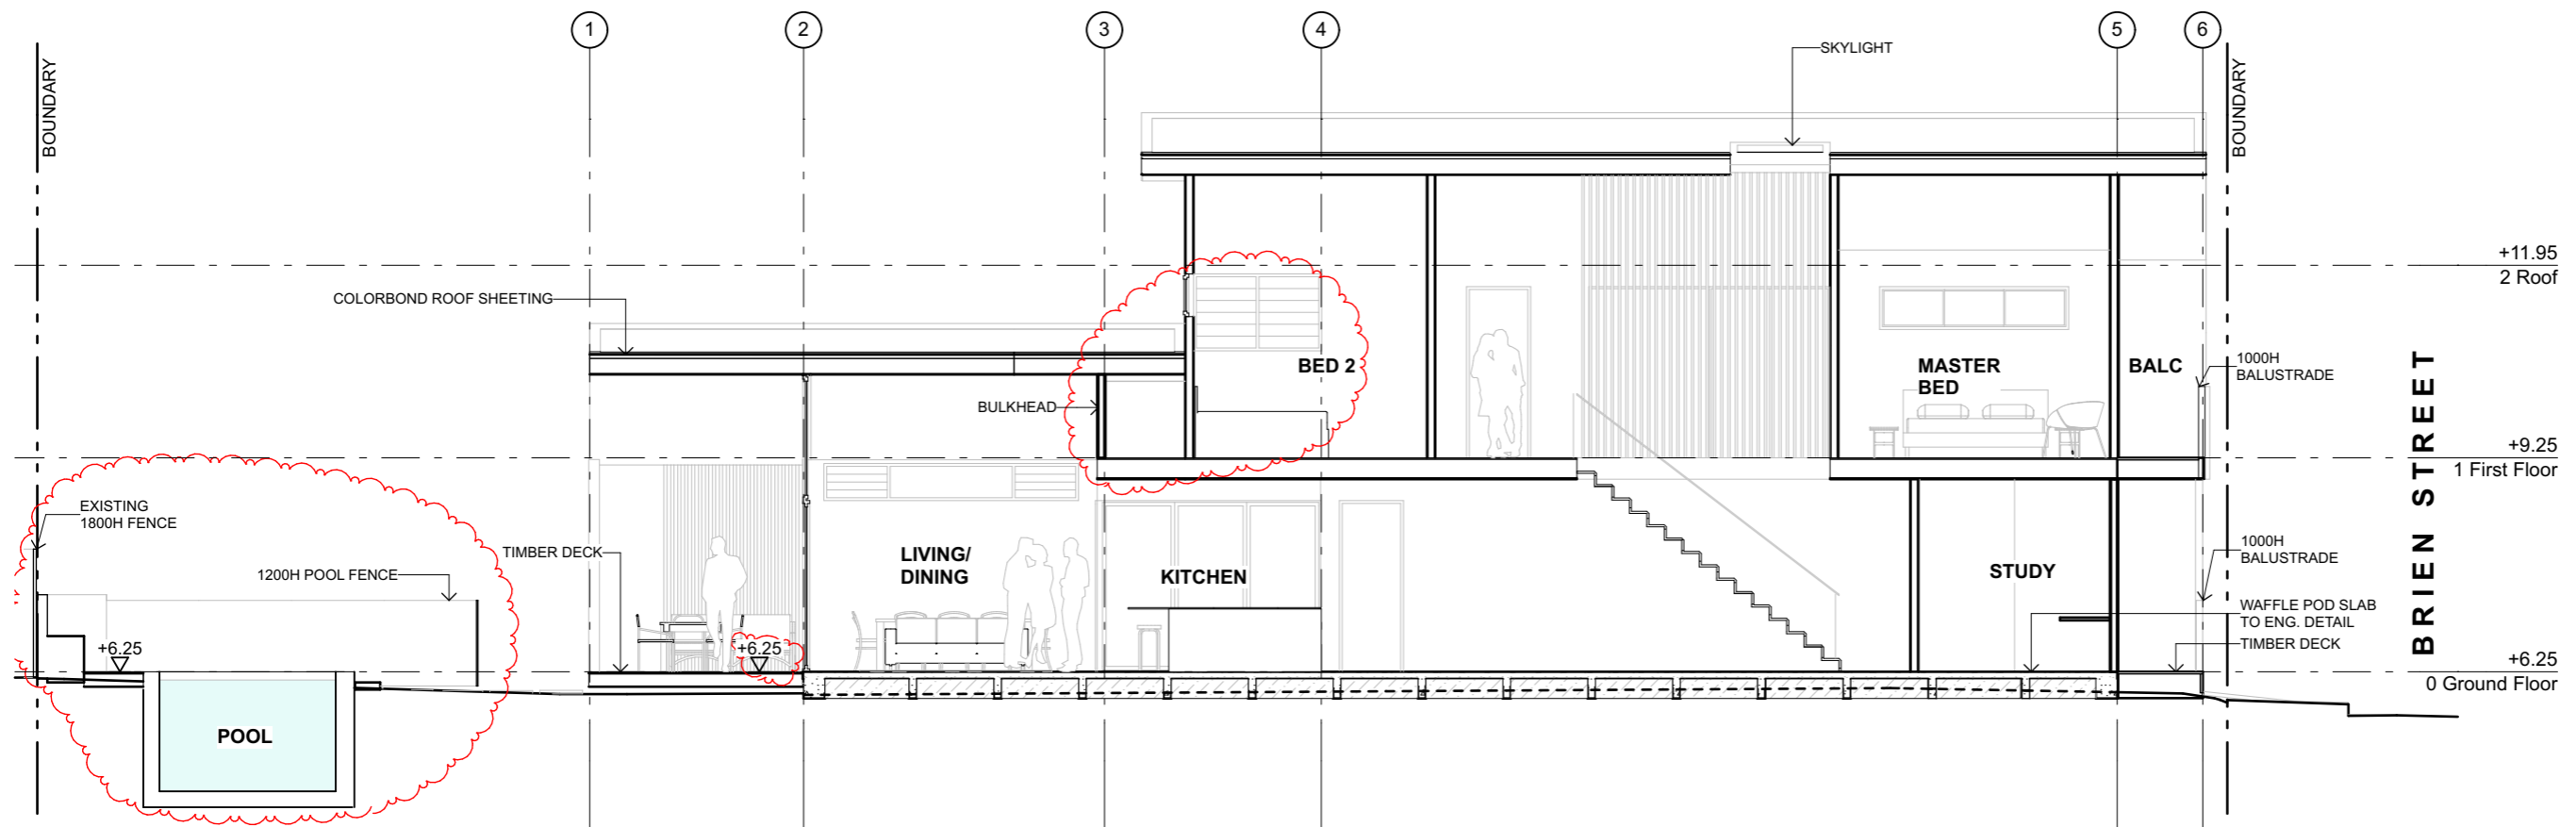 1
2
3
4
5
6
SKYLIGHT
BOUNDARY
BOUNDARY
+11.95
2 Roof
COLORBOND ROOF SHEETING
BED 2
MASTER
BED
BALC
1000H
BALUSTRADE
BULKHEAD
+9.25
1 First Floor
EXISTING
1800H FENCE
TIMBER DECK
1200H POOL FENCE
LIVING/
DINING
KITCHEN
STUDY
1000H
BALUSTRADE
WAFFLE POD SLAB
TO ENG. DETAIL
TIMBER DECK
BRIEN STREET
+6.25
+6.25
+6.25
0 Ground Floor
POOL